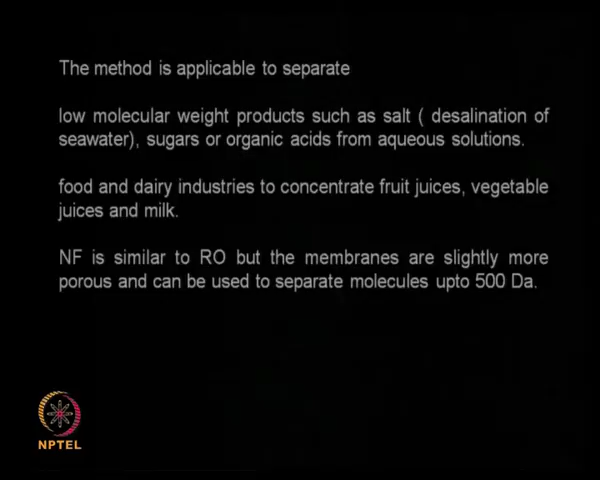 The method is applicable to separate
low molecular weight products such as salt ( desalination of
seawater), sugars or organic acids from aqueous solutions.
food and dairy industries to concentrate fruit juices, vegetable
juices and milk.
NF is similar to RO but the membranes are slightly more
porous and can be used to separate molecules upto 500 Da.
NPTEL